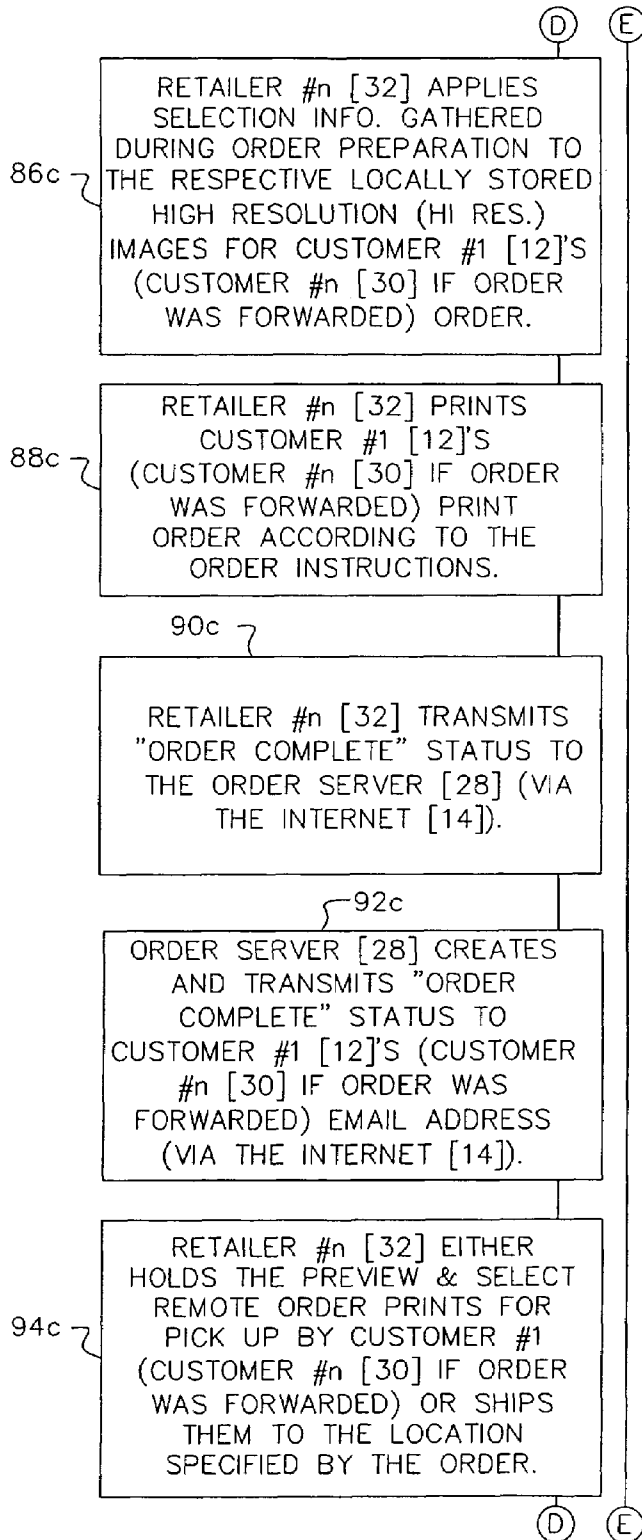 D E
86c
RETAILER #n [32] APPLIES
SELECTION INFO. GATHERED
DURING ORDER PREPARATION TO
THE RESPECTIVE LOCALLY STORED
HIGH RESOLUTION (HI RES.)
IMAGES FOR CUSTOMER #1 [12]'S
(CUSTOMER #n [30] IF ORDER
WAS FORWARDED) ORDER.
88c
RETAILER #n [32] PRINTS
CUSTOMER #1 [12]'S
(CUSTOMER #n [30] IF ORDER
WAS FORWARDED) PRINT
ORDER ACCORDING TO THE
ORDER INSTRUCTIONS.
90c
RETAILER #n [32] TRANSMITS
"ORDER COMPLETE" STATUS TO
THE ORDER SERVER [28] (VIA
THE INTERNET [14]).
92c
ORDER SERVER [28] CREATES
AND TRANSMITS "ORDER
COMPLETE" STATUS TO
CUSTOMER #1 [12]'S (CUSTOMER
#n [30] IF ORDER WAS
FORWARDED) EMAIL ADDRESS
(VIA THE INTERNET [14]).
94c
RETAILER #n [32] EITHER
HOLDS THE PREVIEW & SELECT
REMOTE ORDER PRINTS FOR
PICK UP BY CUSTOMER #1
(CUSTOMER #n [30] IF ORDER
WAS FORWARDED) OR SHIPS
THEM TO THE LOCATION
SPECIFIED BY THE ORDER.
D E